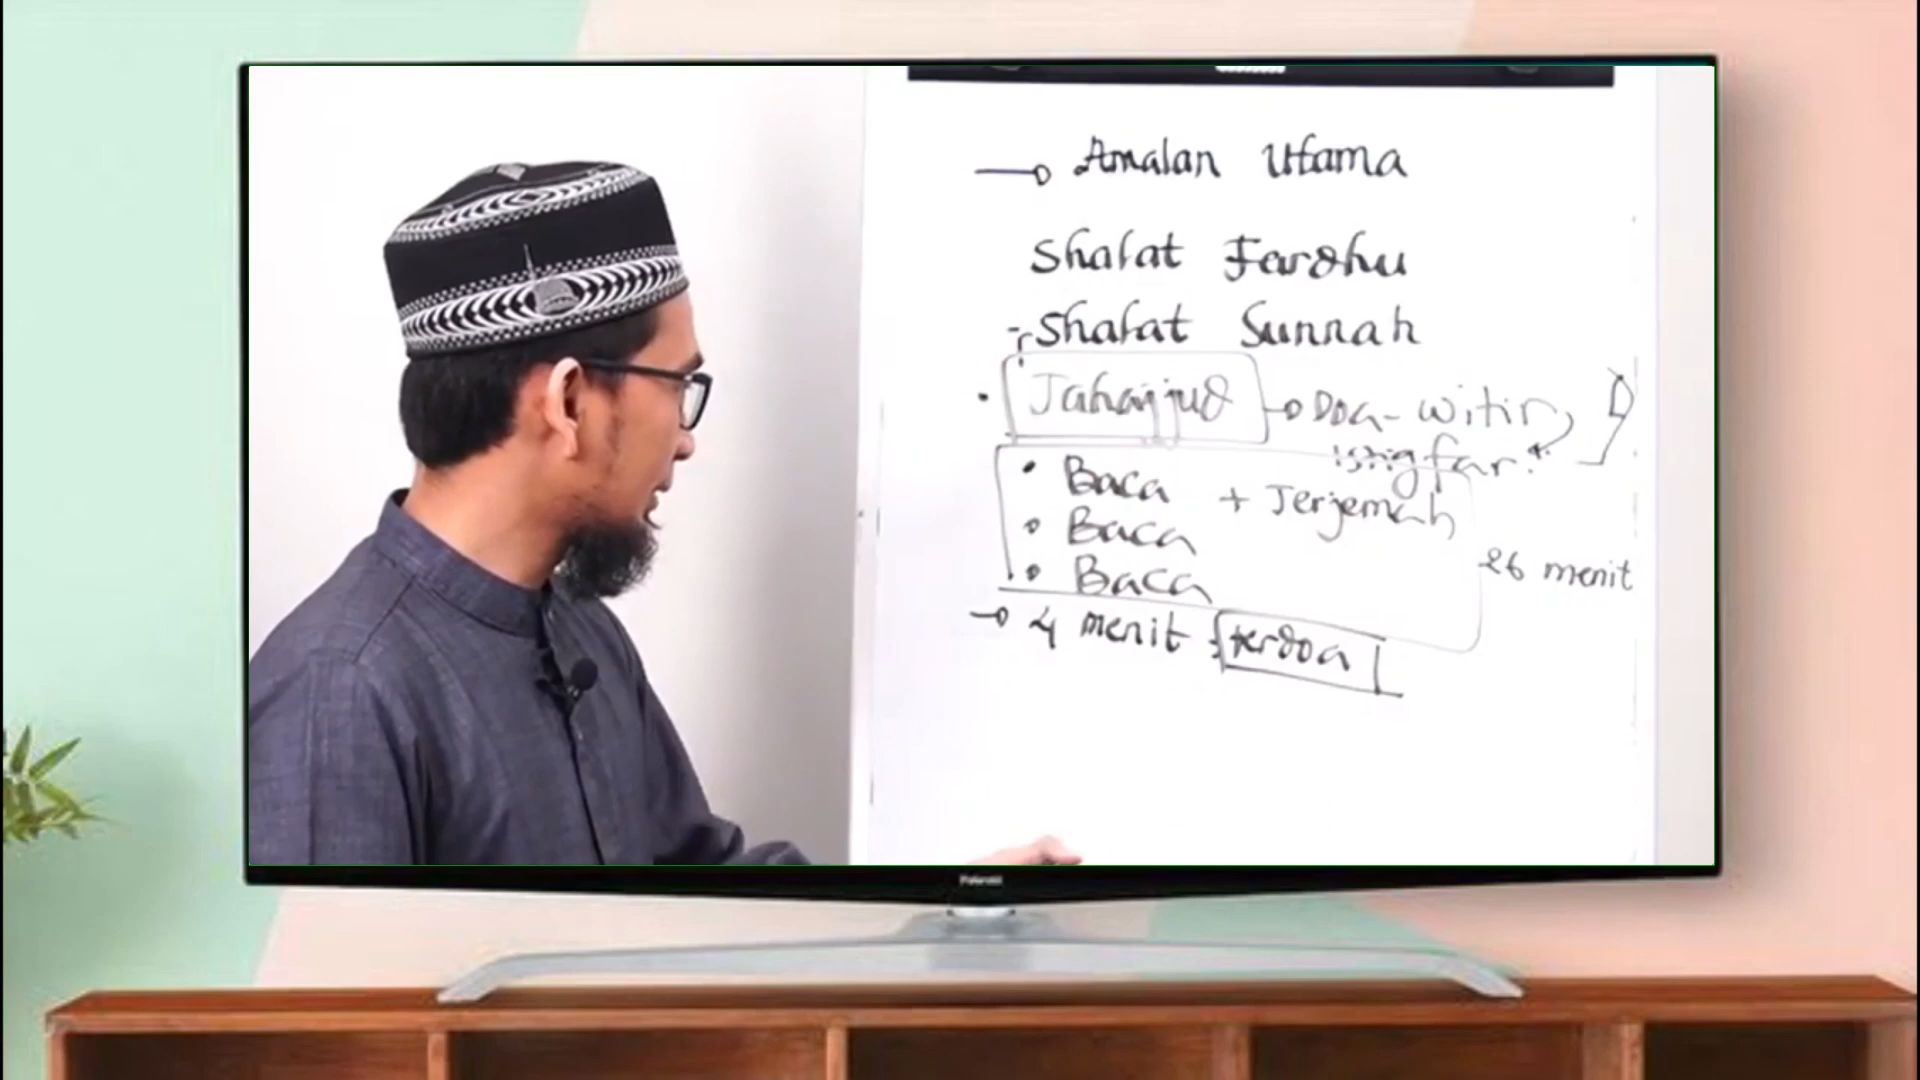 Amalan Utama
Shalat Fardhu
- Shalat Sunnah
Tahajjud
Doa - Witir,
istigfar.
Baca + Terjemah
Baca
Baca
26 menit
4 menit : berdoa
Polaroid